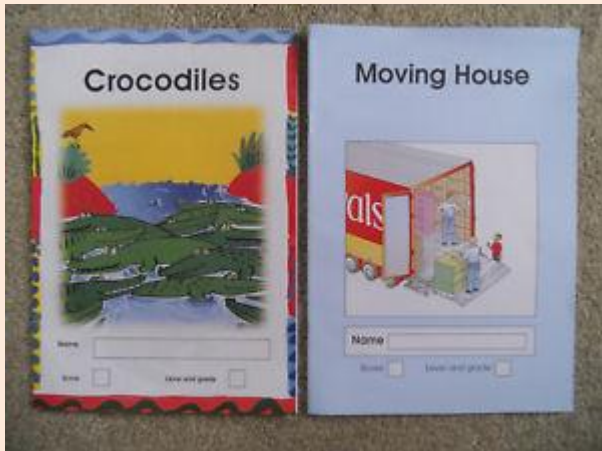 Crocodiles
Name
Score
Level and grade
Moving House
als
Name
Score
Level and grade